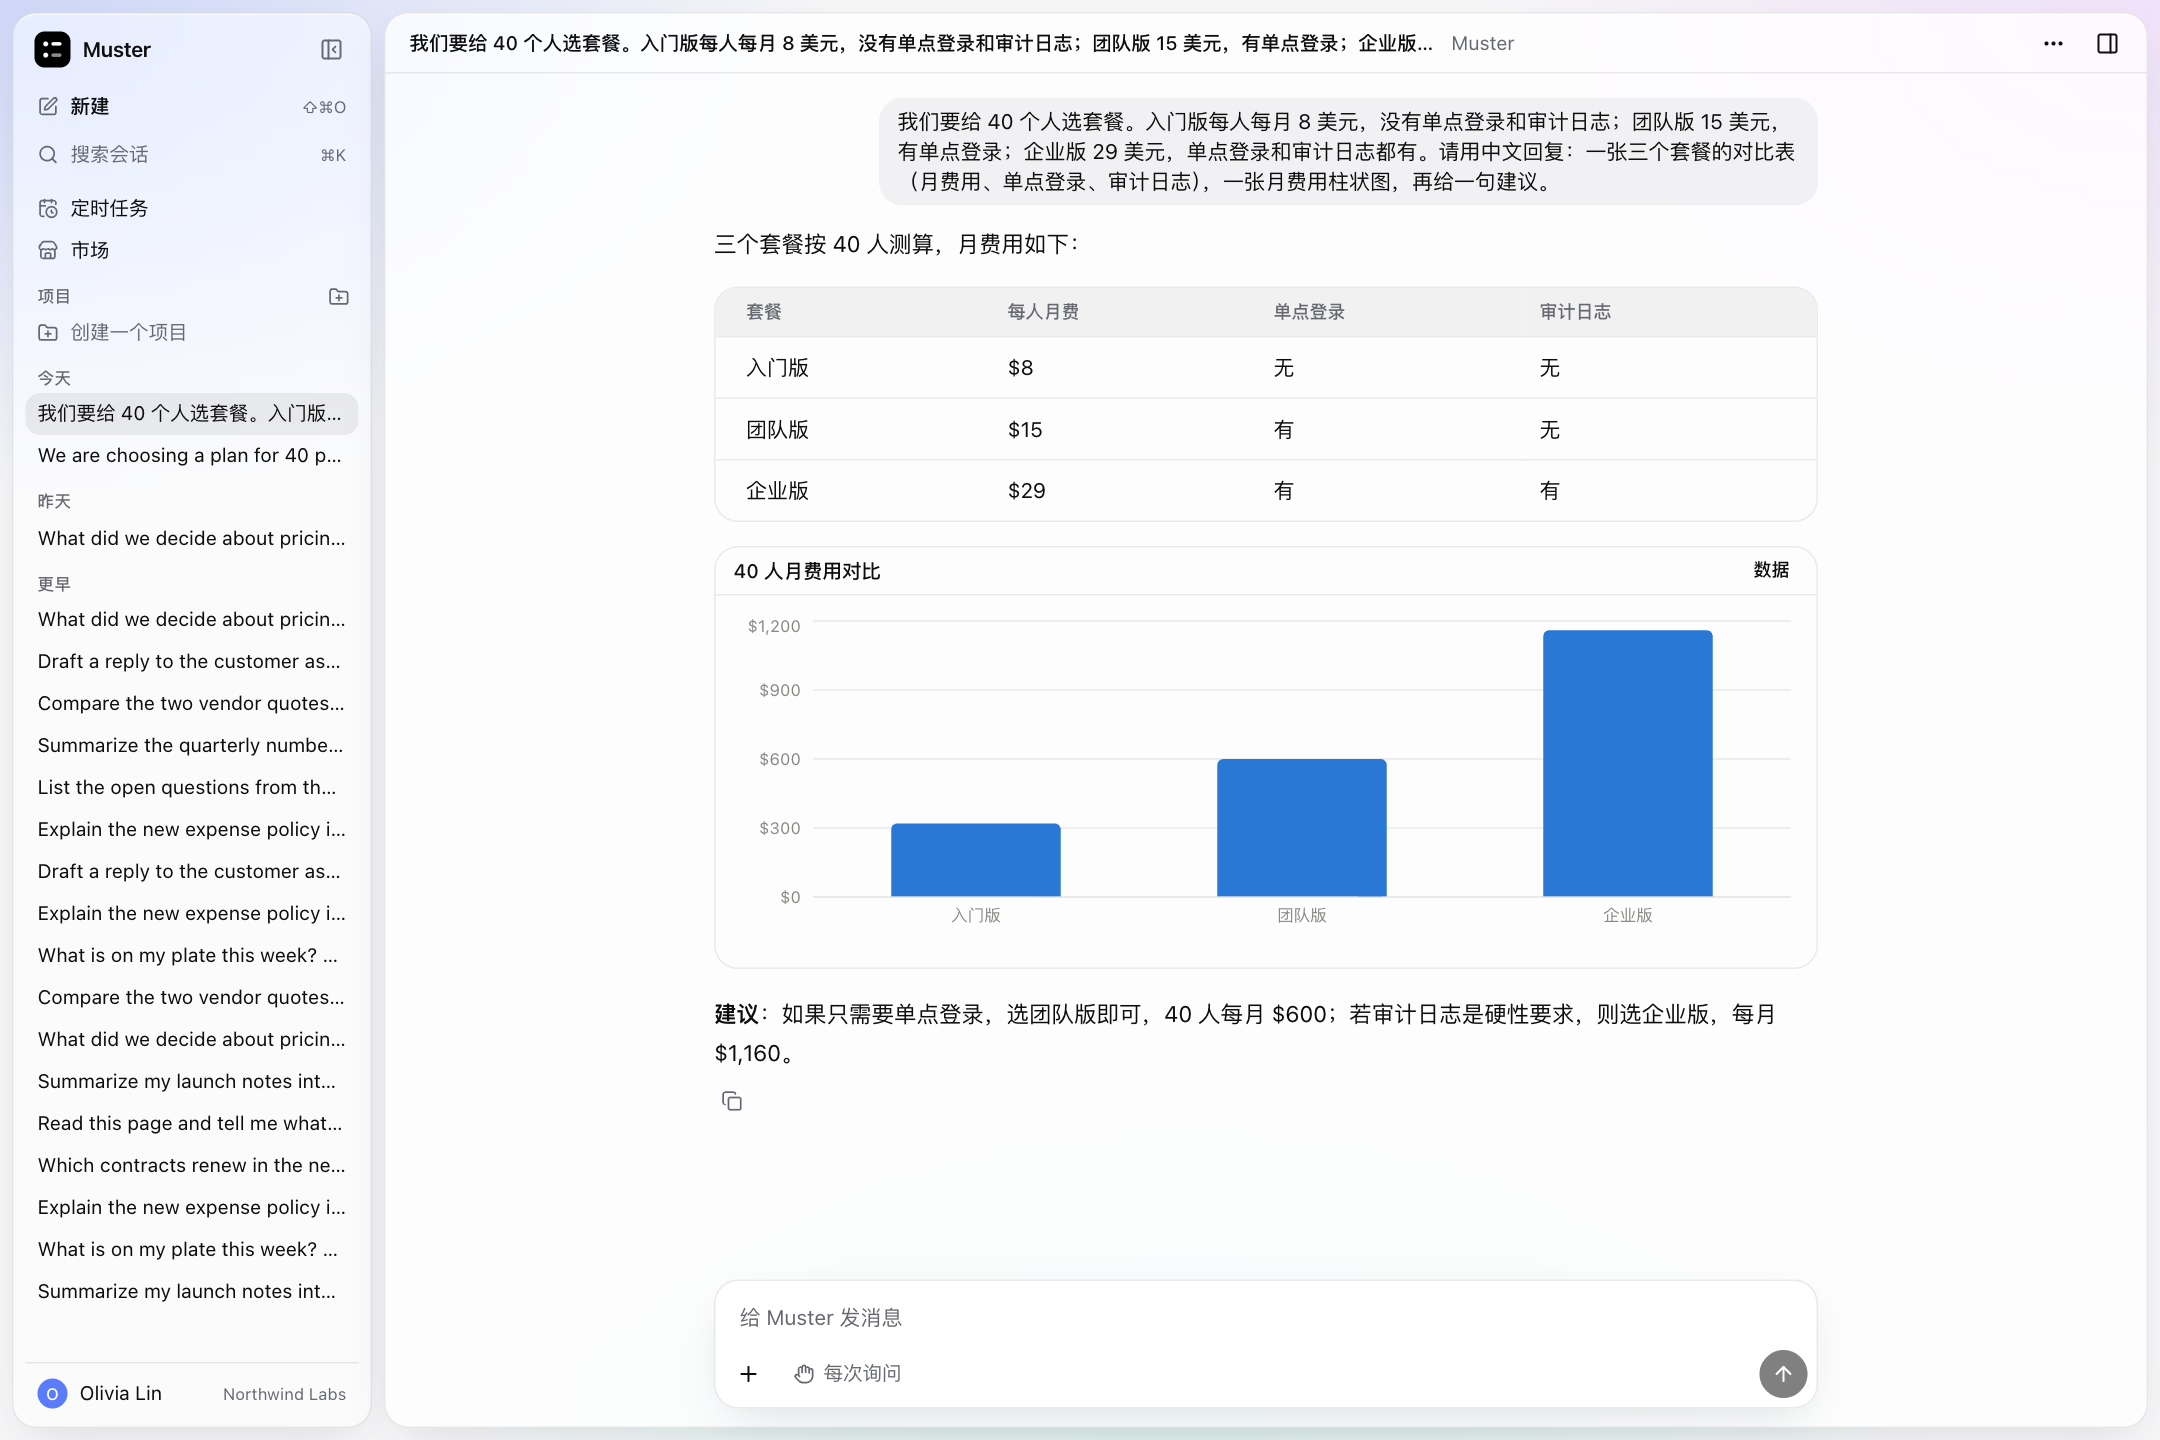 Muster
新建 ⇧⌘O
搜索会话 ⌘K
定时任务
市场
项目
创建一个项目
今天
我们要给 40 个人选套餐。入门版...
We are choosing a plan for 40 p...
昨天
What did we decide about pricin...
更早
What did we decide about pricin...
Draft a reply to the customer as...
Compare the two vendor quotes...
Summarize the quarterly numbe...
List the open questions from th...
Explain the new expense policy i...
Draft a reply to the customer as...
Explain the new expense policy i...
What is on my plate this week? ...
Compare the two vendor quotes...
What did we decide about pricin...
Summarize my launch notes int...
Read this page and tell me what...
Which contracts renew in the ne...
Explain the new expense policy i...
What is on my plate this week? ...
Summarize my launch notes int...
O Olivia Lin Northwind Labs
我们要给 40 个人选套餐。入门版每人每月 8 美元，没有单点登录和审计日志；团队版 15 美元，有单点登录；企业版... Muster
我们要给 40 个人选套餐。入门版每人每月 8 美元，没有单点登录和审计日志；团队版 15 美元，
有单点登录；企业版 29 美元，单点登录和审计日志都有。请用中文回复：一张三个套餐的对比表
（月费用、单点登录、审计日志），一张月费用柱状图，再给一句建议。
三个套餐按 40 人测算，月费用如下：
套餐 每人月费 单点登录 审计日志
入门版 $8 无 无
团队版 $15 有 无
企业版 $29 有 有
40 人月费用对比 数据
$1,200
$900
$600
$300
$0
入门版 团队版 企业版
建议：如果只需要单点登录，选团队版即可，40 人每月 $600；若审计日志是硬性要求，则选企业版，每月
$1,160。
给 Muster 发消息
每次询问